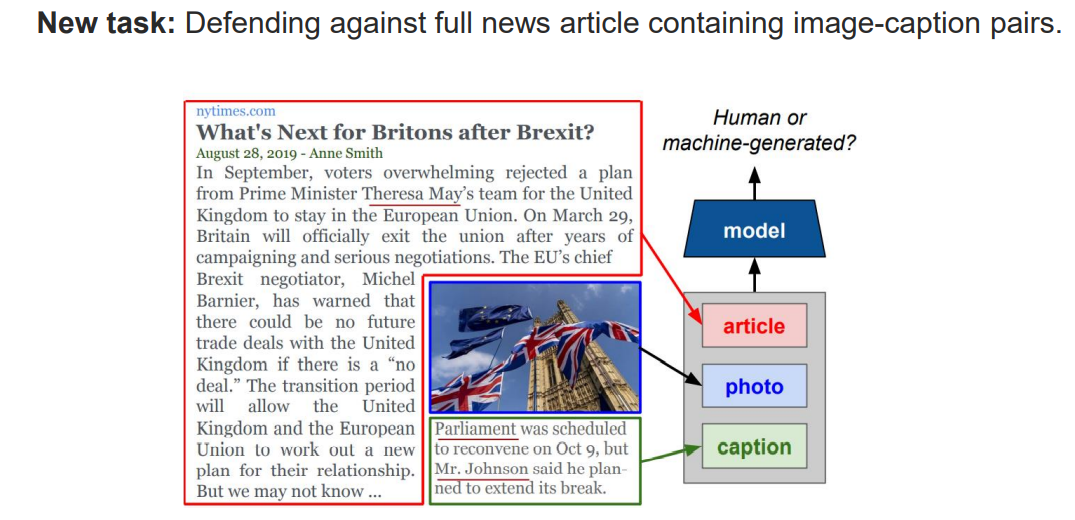 New task: Defending against full news article containing image-caption pairs.
nytimes.com
What's Next for Britons after Brexit?
August 28, 2019 - Anne Smith
In September, voters overwhelming rejected a plan
from Prime Minister Theresa May's team for the United
Kingdom to stay in the European Union. On March 29,
Britain will officially exit the union after years of
campaigning and serious negotiations. The EU's chief
Brexit negotiator, Michel
Barnier, has warned that
there could be no future
trade deals with the United
Kingdom if there is a “no
deal.” The transition period
will allow the United
Kingdom and the European
Union to work out a new
plan for their relationship.
But we may not know ...
Parliament was scheduled
to reconvene on Oct 9, but
Mr. Johnson said he plan-
ned to extend its break.
Human or
machine-generated?
model
article
photo
caption